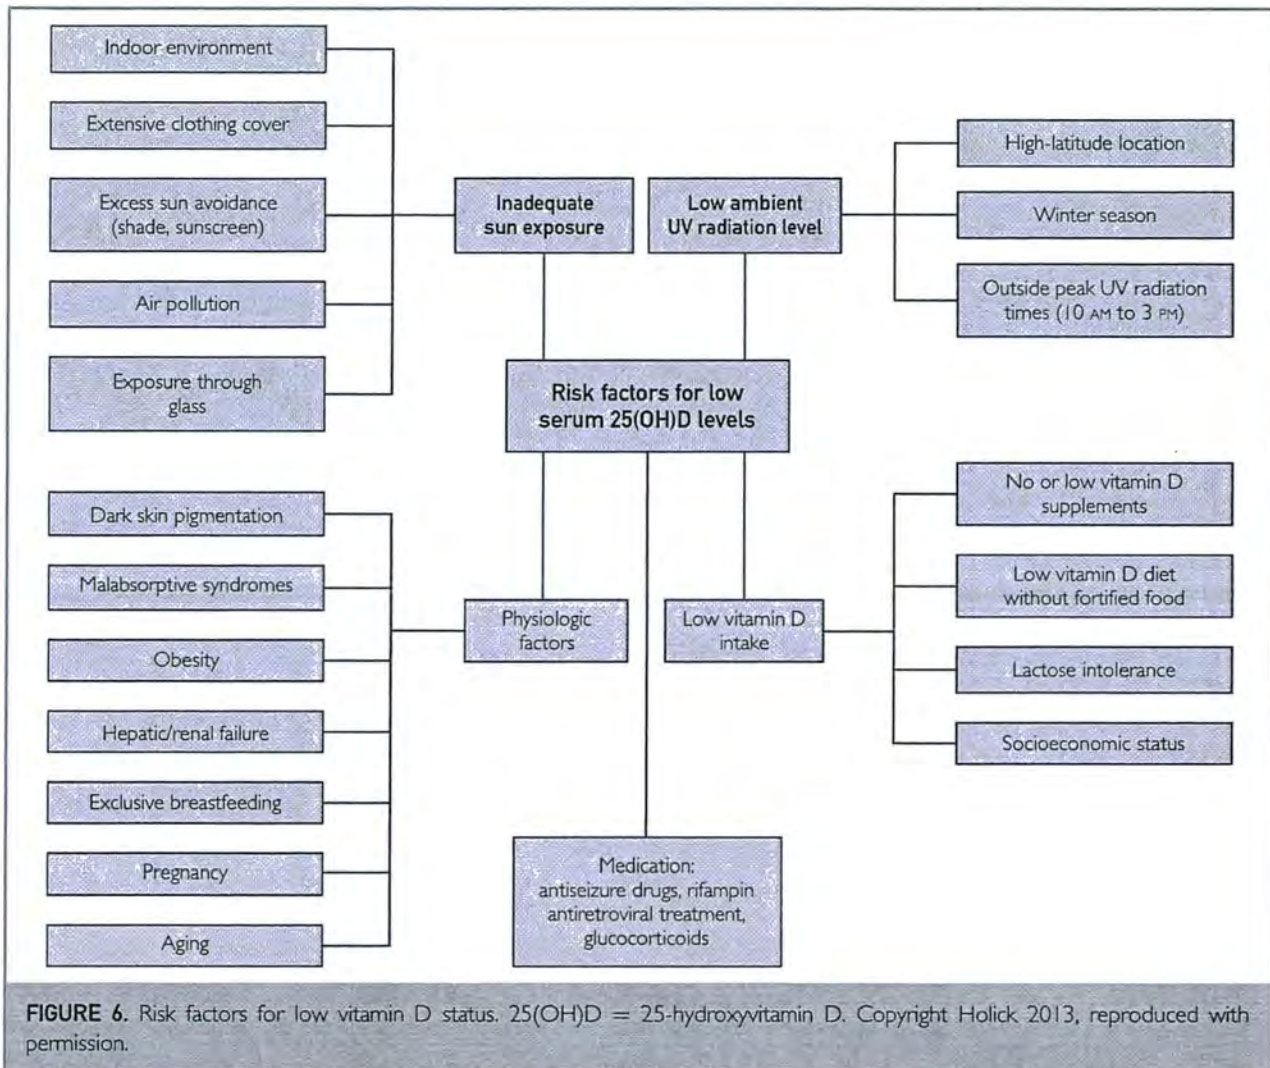 Indoor environment
Extensive clothing cover
Excess sun avoidance
(shade, sunscreen)
Air pollution
Exposure through
glass
Inadequate
sun exposure
Low ambient
UV radiation level
High-latitude location
Winter season
Outside peak UV radiation
times (10 AM to 3 PM)
Risk factors for low
serum 25(OH)D levels
Dark skin pigmentation
Malabsorptive syndromes
Obesity
Hepatic/renal failure
Exclusive breastfeeding
Pregnancy
Aging
Physiologic
factors
Low vitamin D
intake
No or low vitamin D
supplements
Low vitamin D diet
without fortified food
Lactose intolerance
Socioeconomic status
Medication:
antiseizure drugs, rifampin
antiretroviral treatment,
glucocorticoids
FIGURE 6. Risk factors for low vitamin D status. 25(OH)D = 25-hydroxyvitamin D. Copyright Holick 2013, reproduced with
permission.